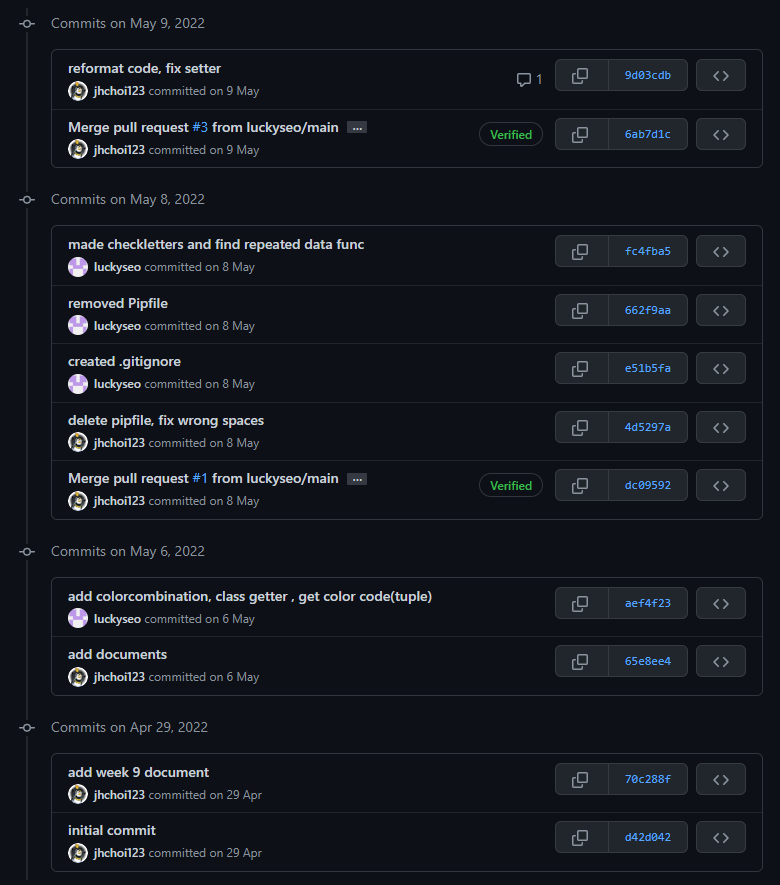 Commits on May 9, 2022
reformat code, fix setter
jhchoi123 committed on 9 May
1
9d03cdb
Merge pull request #3 from luckyseo/main ...
jhchoi123 committed on 9 May
Verified
6ab7d1c
Commits on May 8, 2022
made checkletters and find repeated data func
luckyseo committed on 8 May
fc4fba5
removed Pipfile
luckyseo committed on 8 May
662f9aa
created .gitignore
luckyseo committed on 8 May
e51b5fa
delete pipfile, fix wrong spaces
jhchoi123 committed on 8 May
4d5297a
Merge pull request #1 from luckyseo/main ...
jhchoi123 committed on 8 May
Verified
dc09592
Commits on May 6, 2022
add colorcombination, class getter , get color code(tuple)
luckyseo committed on 6 May
aef4f23
add documents
jhchoi123 committed on 6 May
65e8ee4
Commits on Apr 29, 2022
add week 9 document
jhchoi123 committed on 29 Apr
70c288f
initial commit
jhchoi123 committed on 29 Apr
d42d042